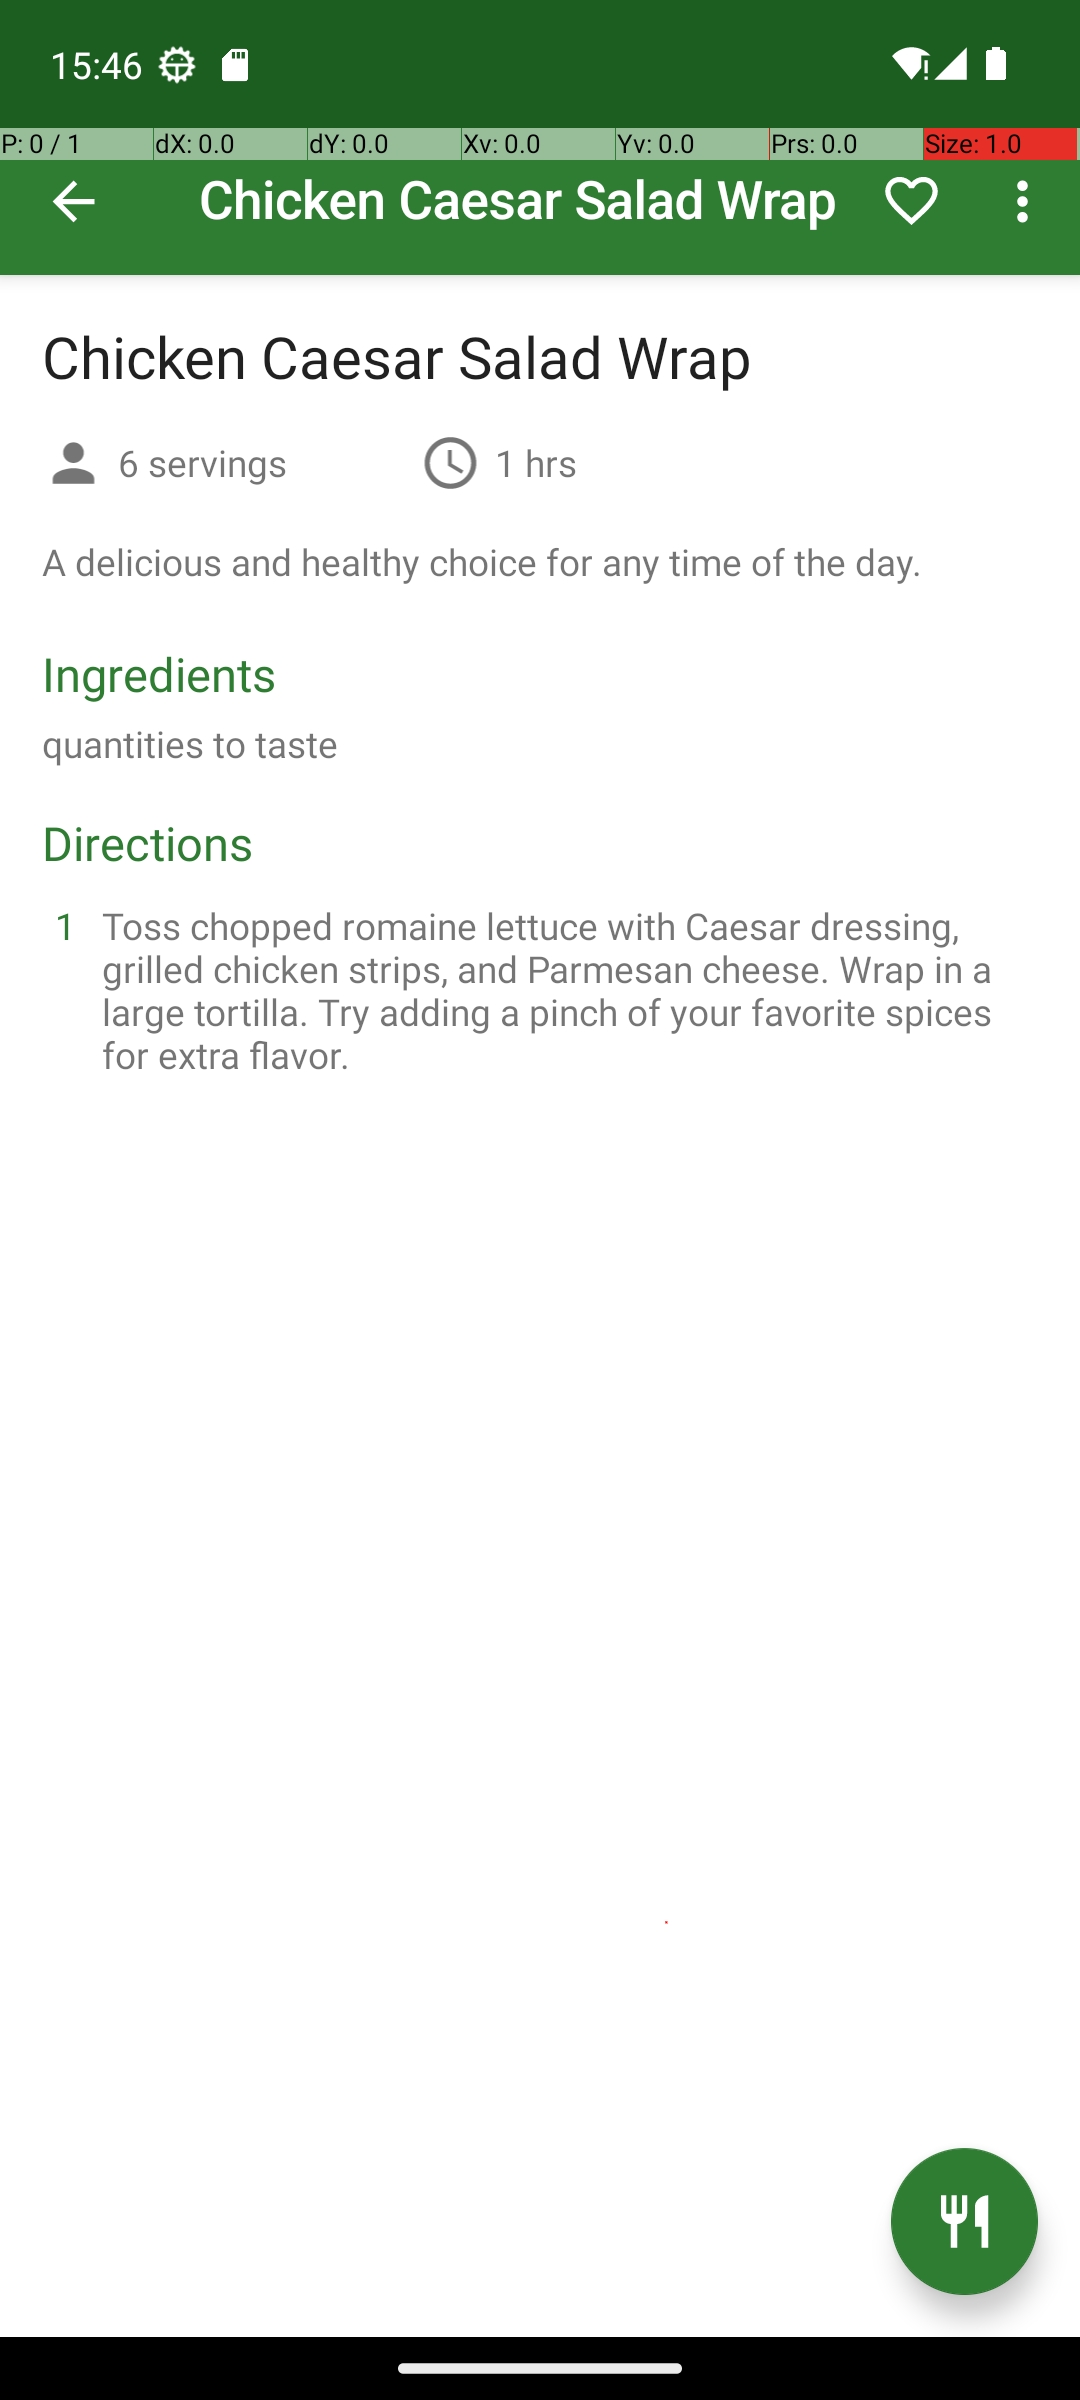 15:46
P: 0 / 1 dX: 0.0 dY: 0.0 Xv: 0.0 Yv: 0.0 Prs: 0.0 Size: 1.0
Chicken Caesar Salad Wrap
Chicken Caesar Salad Wrap
6 servings 1 hrs
A delicious and healthy choice for any time of the day.
Ingredients
quantities to taste
Directions
1 Toss chopped romaine lettuce with Caesar dressing,
grilled chicken strips, and Parmesan cheese. Wrap in a
large tortilla. Try adding a pinch of your favorite spices
for extra flavor.